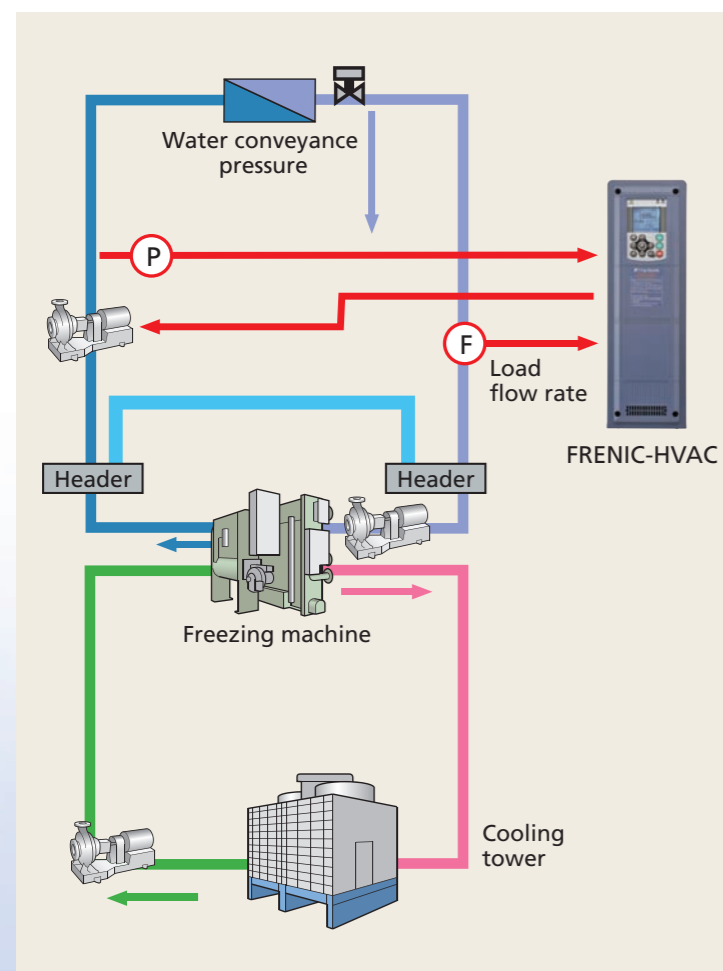 Water conveyance
pressure
P
F
Load
flow rate
FRENIC-HVAC
Header
Header
Freezing machine
Cooling
tower